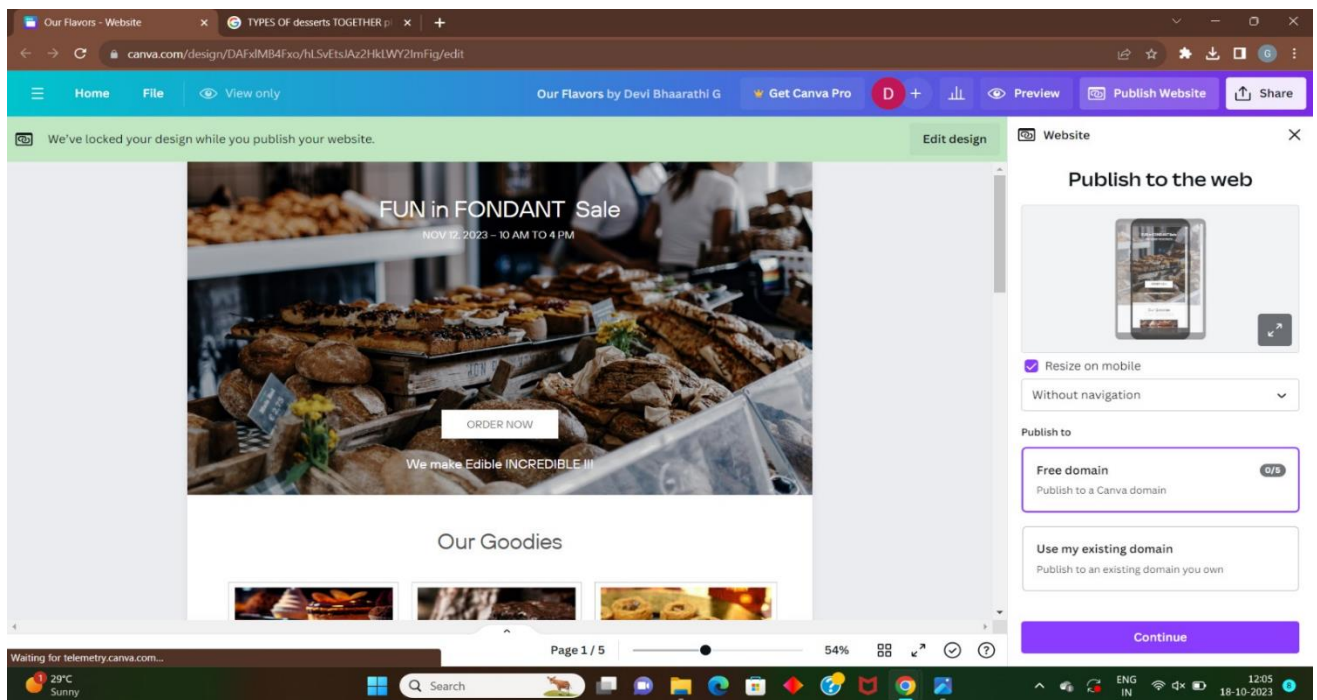 Our Flavors - Website
TYPES OF desserts TOGETHER pl
canva.com/design/DAFxlMB4Fxo/hLSvEtsJAz2HkLWY2lmFig/edit
G
Home File View only Our Flavors by Devi Bhaarathi G Get Canva Pro D + Preview Publish Website Share
We've locked your design while you publish your website. Edit design
Website
Publish to the web
FUN in FONDANT Sale
NOV 12, 2023 – 10 AM TO 4 PM
ORDER NOW
We make Edible INCREDIBLE !!!
Our Goodies
Resize on mobile
Without navigation
Publish to
Free domain 0/5
Publish to a Canva domain
Use my existing domain
Publish to an existing domain you own
Continue
Page 1 / 5 54%
Waiting for telemetry.canva.com...
1 29°C
Sunny
Search
ENG
IN
12:05
18-10-2023